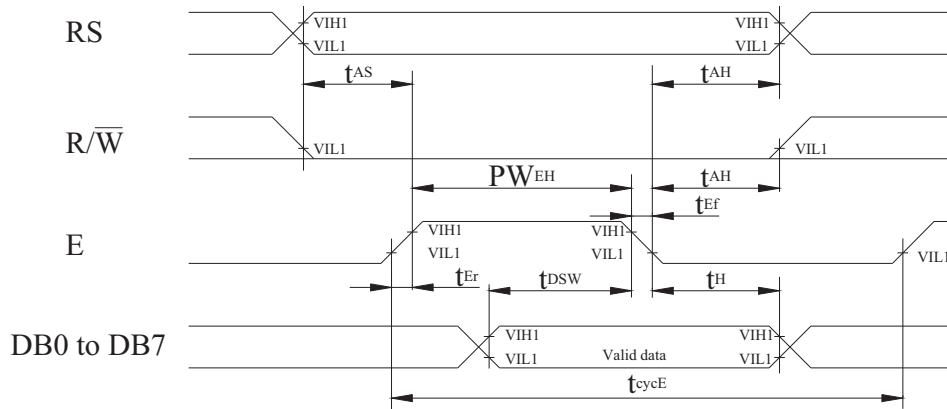 RS
VIH1
VIL1
VIH1
VIL1
tAS
tAH
R/W̅
VIL1
VIL1
PWEH
tAH
tEf
E
VIH1
VIL1
VIH1
VIL1
VIL1
tEr
tDSW
tH
DB0 to DB7
VIH1
VIL1
Valid data
VIH1
VIL1
tcycE